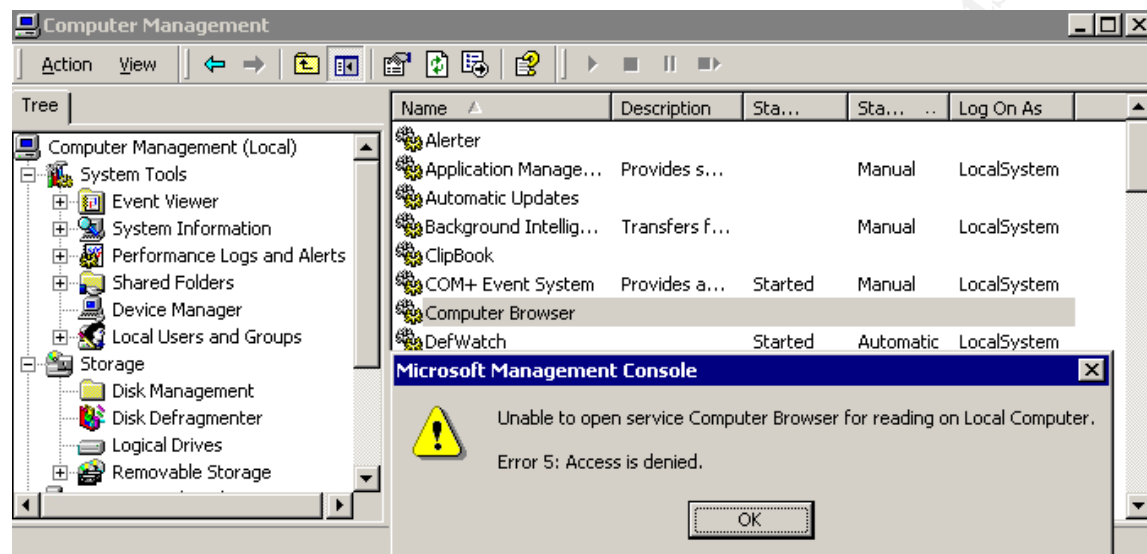 Computer Management
Action View
Tree
Name Description Sta... Sta... .. Log On As
Computer Management (Local)
System Tools
Event Viewer
System Information
Performance Logs and Alerts
Shared Folders
Device Manager
Local Users and Groups
Storage
Disk Management
Disk Defragmenter
Logical Drives
Removable Storage
Alerter
Application Manage... Provides s... Manual LocalSystem
Automatic Updates
Background Intellig... Transfers f... Manual LocalSystem
ClipBook
COM+ Event System Provides a... Started Manual LocalSystem
Computer Browser
DefWatch Started Automatic LocalSystem
Microsoft Management Console
Unable to open service Computer Browser for reading on Local Computer.
Error 5: Access is denied.
OK